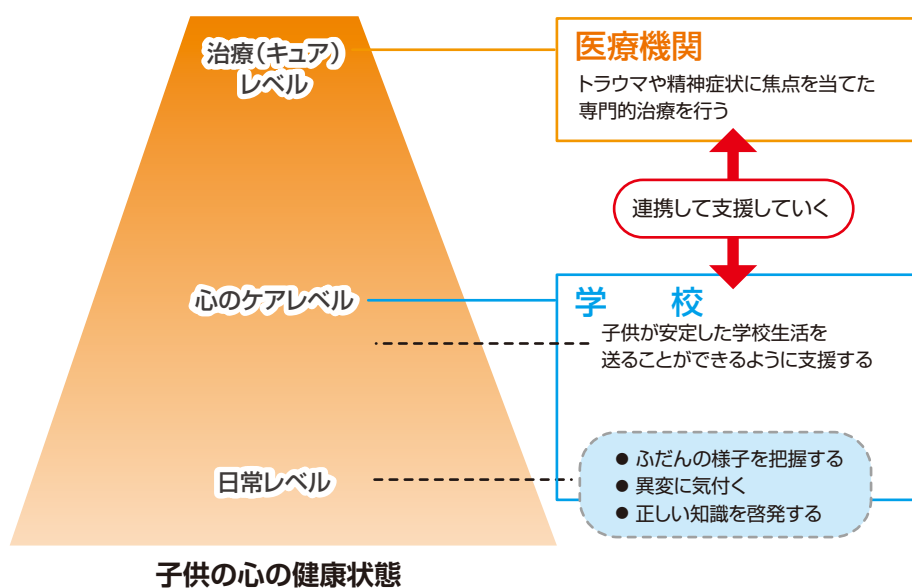 治療（キュア）
レベル
医療機関
トラウマや精神症状に焦点を当てた
専門的治療を行う
連携して支援していく
心のケアレベル
学　校
子供が安定した学校生活を
送ることができるように支援する
日常レベル
● ふだんの様子を把握する
● 異変に気付く
● 正しい知識を啓発する
子供の心の健康状態